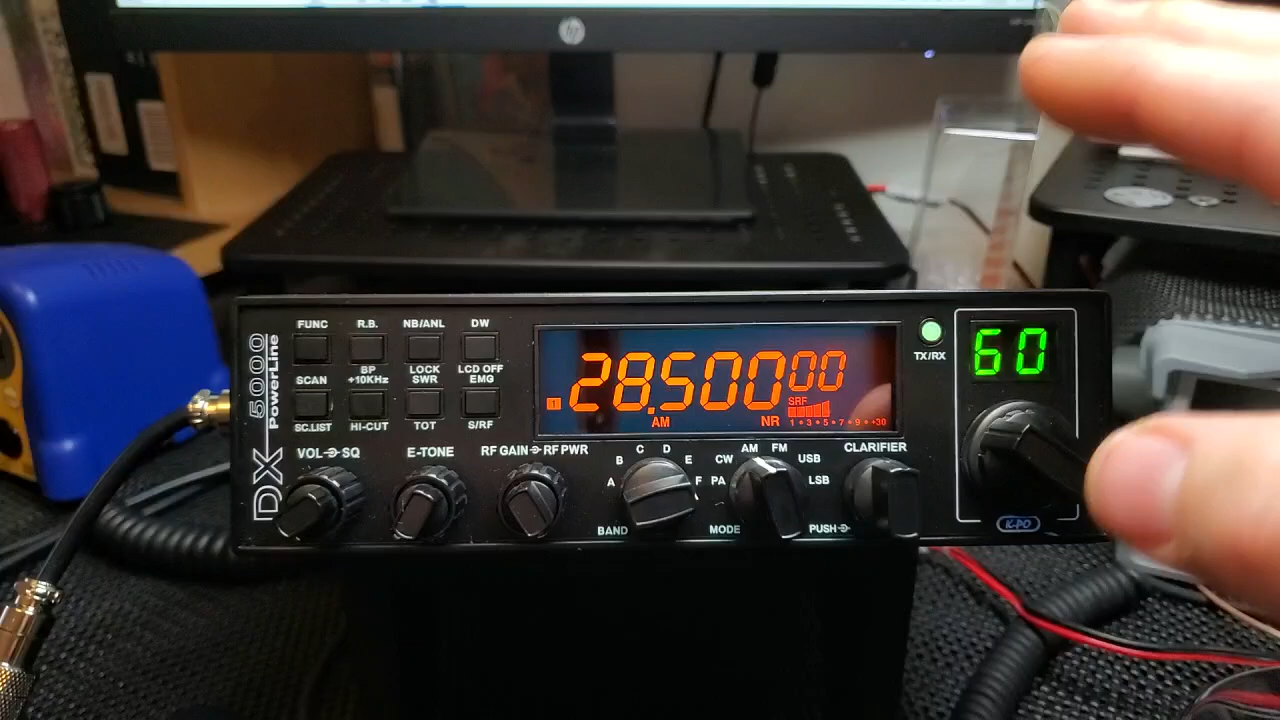 hp
FUNC R.B. NB/ANL DW
SCAN BP +10KHz LOCK SWR LCD OFF EMG
SC.LIST HI-CUT TOT S/RF
DX 5000 PowerLine
28.50000 00
1 AM NR SRF
1•3•5•7•9•+30
TX/RX
60
VOL SQ E-TONE RF GAIN RF PWR
A B C D E F
BAND
PA CW AM FM USB LSB
MODE
CLARIFIER
PUSH
K-PO